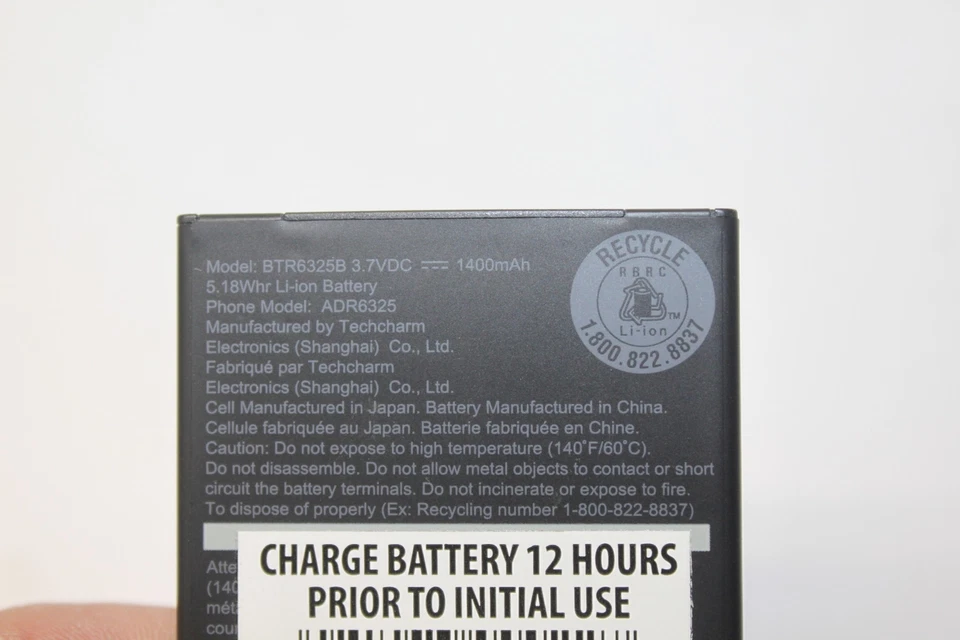 Model: BTR6325B 3.7VDC 1400mAh
5.18Whr Li-ion Battery
Phone Model: ADR6325
Manufactured by Techcharm
Electronics (Shanghai) Co., Ltd.
Fabriqué par Techcharm
Electronics (Shanghai) Co., Ltd.
Cell Manufactured in Japan. Battery Manufactured in China.
Cellule fabriquée au Japan. Batterie fabriquée en Chine.
Caution: Do not expose to high temperature (140°F/60°C).
Do not disassemble. Do not allow metal objects to contact or short
circuit the battery terminals. Do not incinerate or expose to fire.
To dispose of properly (Ex: Recycling number 1-800-822-8837)
RECYCLE
RBRC
TM
Li-ion
1.800.822.8837
CHARGE BATTERY 12 HOURS
PRIOR TO INITIAL USE